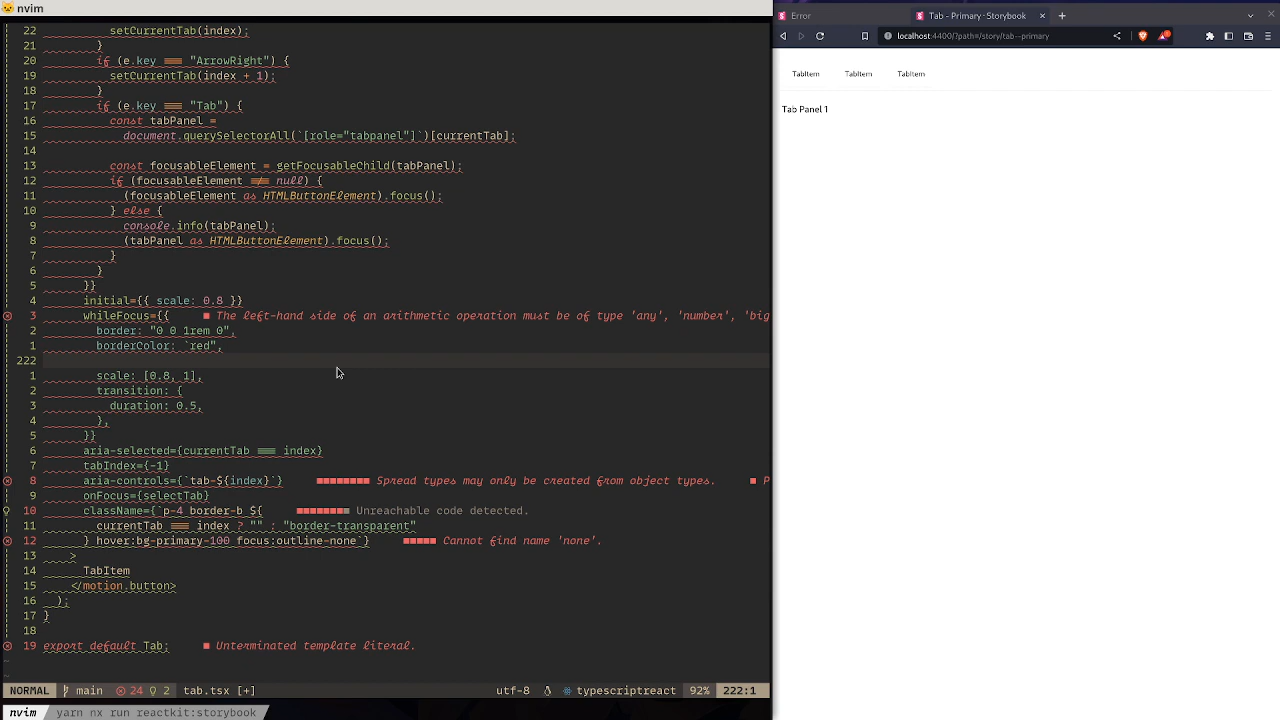 nvim
22 setCurrentTab(index);
21 }
20 if (e.key === "ArrowRight") {
19 setCurrentTab(index + 1);
18 }
17 if (e.key === "Tab") {
16 const tabPanel =
15 document.querySelectorAll(`[role="tabpanel"]`)[currentTab];
14
13 const focusableElement = getFocusableChild(tabPanel);
12 if (focusableElement !== null) {
11 (focusableElement as HTMLButtonElement).focus();
10 } else {
9 console.info(tabPanel);
8 (tabPanel as HTMLButtonElement).focus();
7 }
6 }
5 }}
4 initial={{ scale: 0.8 }}
3 whileFocus={{ ■ The left-hand side of an arithmetic operation must be of type 'any', 'number', 'big
2 border: "0 0 1rem 0",
1 borderColor: `red",
222
1 scale: [0.8, 1],
2 transition: {
3 duration: 0.5,
4 },
5 }}
6 aria-selected={currentTab === index}
7 tabIndex={-1}
8 aria-controls={`tab-${index}`} ■■■■■■■■ Spread types may only be created from object types. ■ P
9 onFocus={selectTab}
10 className={`p-4 border-b ${ ■■■■■■■■ Unreachable code detected.
11 currentTab === index ? "" : "border-transparent"
12 } hover:bg-primary-100 focus:outline-none`} ■■■■■ Cannot find name 'none'.
13 >
14 TabItem
15 </motion.button>
16 );
17 }
18
19 export default Tab; ■ Unterminated template literal.
~
NORMAL main 24 2 tab.tsx [+] utf-8 typescriptreact 92% 222:1
nvim yarn nx run reactkit:storybook
Error Tab - Primary · Storybook
localhost:4400/?path=/story/tab--primary
TabItem TabItem TabItem
Tab Panel 1